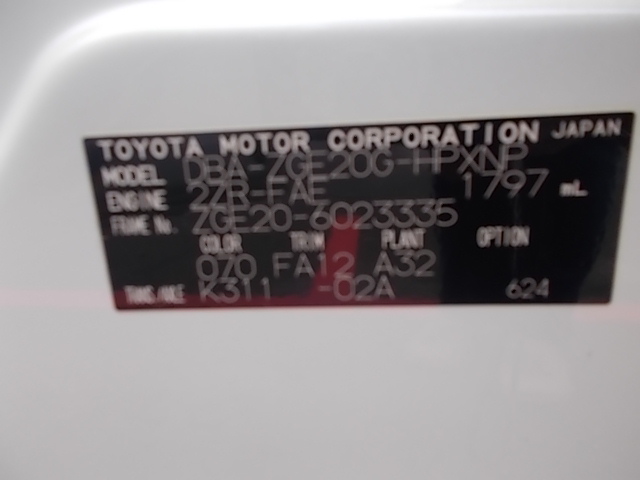 TOYOTA MOTOR CORPORATION JAPAN
MODEL DBA-ZGE20G-HPXNP
ENGINE 2ZR-FAE 1797 mL
FRAME No. ZGE20-6023335
COLOR TRIM PLANT OPTION
070 FA12 A32
TRANS/AXLE K311 -02A 624